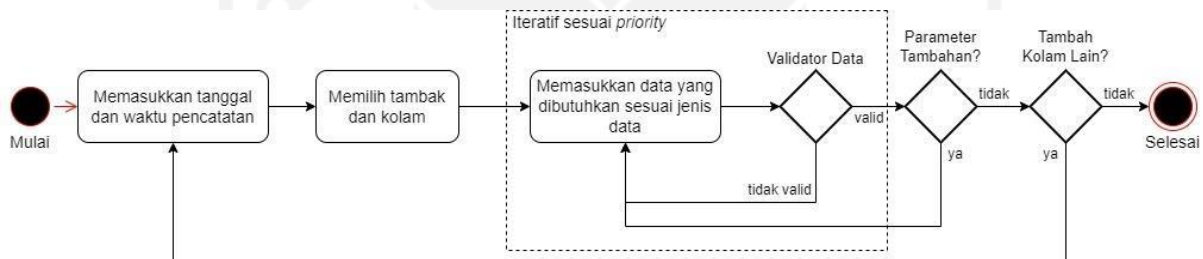 Iteratif sesuai priority
Parameter
Tambahan?
Tambah
Kolam Lain?
Validator Data
Mulai
Memasukkan tanggal
dan waktu pencatatan
Memilih tambak
dan kolam
Memasukkan data yang
dibutuhkan sesuai jenis
data
valid
tidak
tidak
Selesai
tidak valid
ya
ya